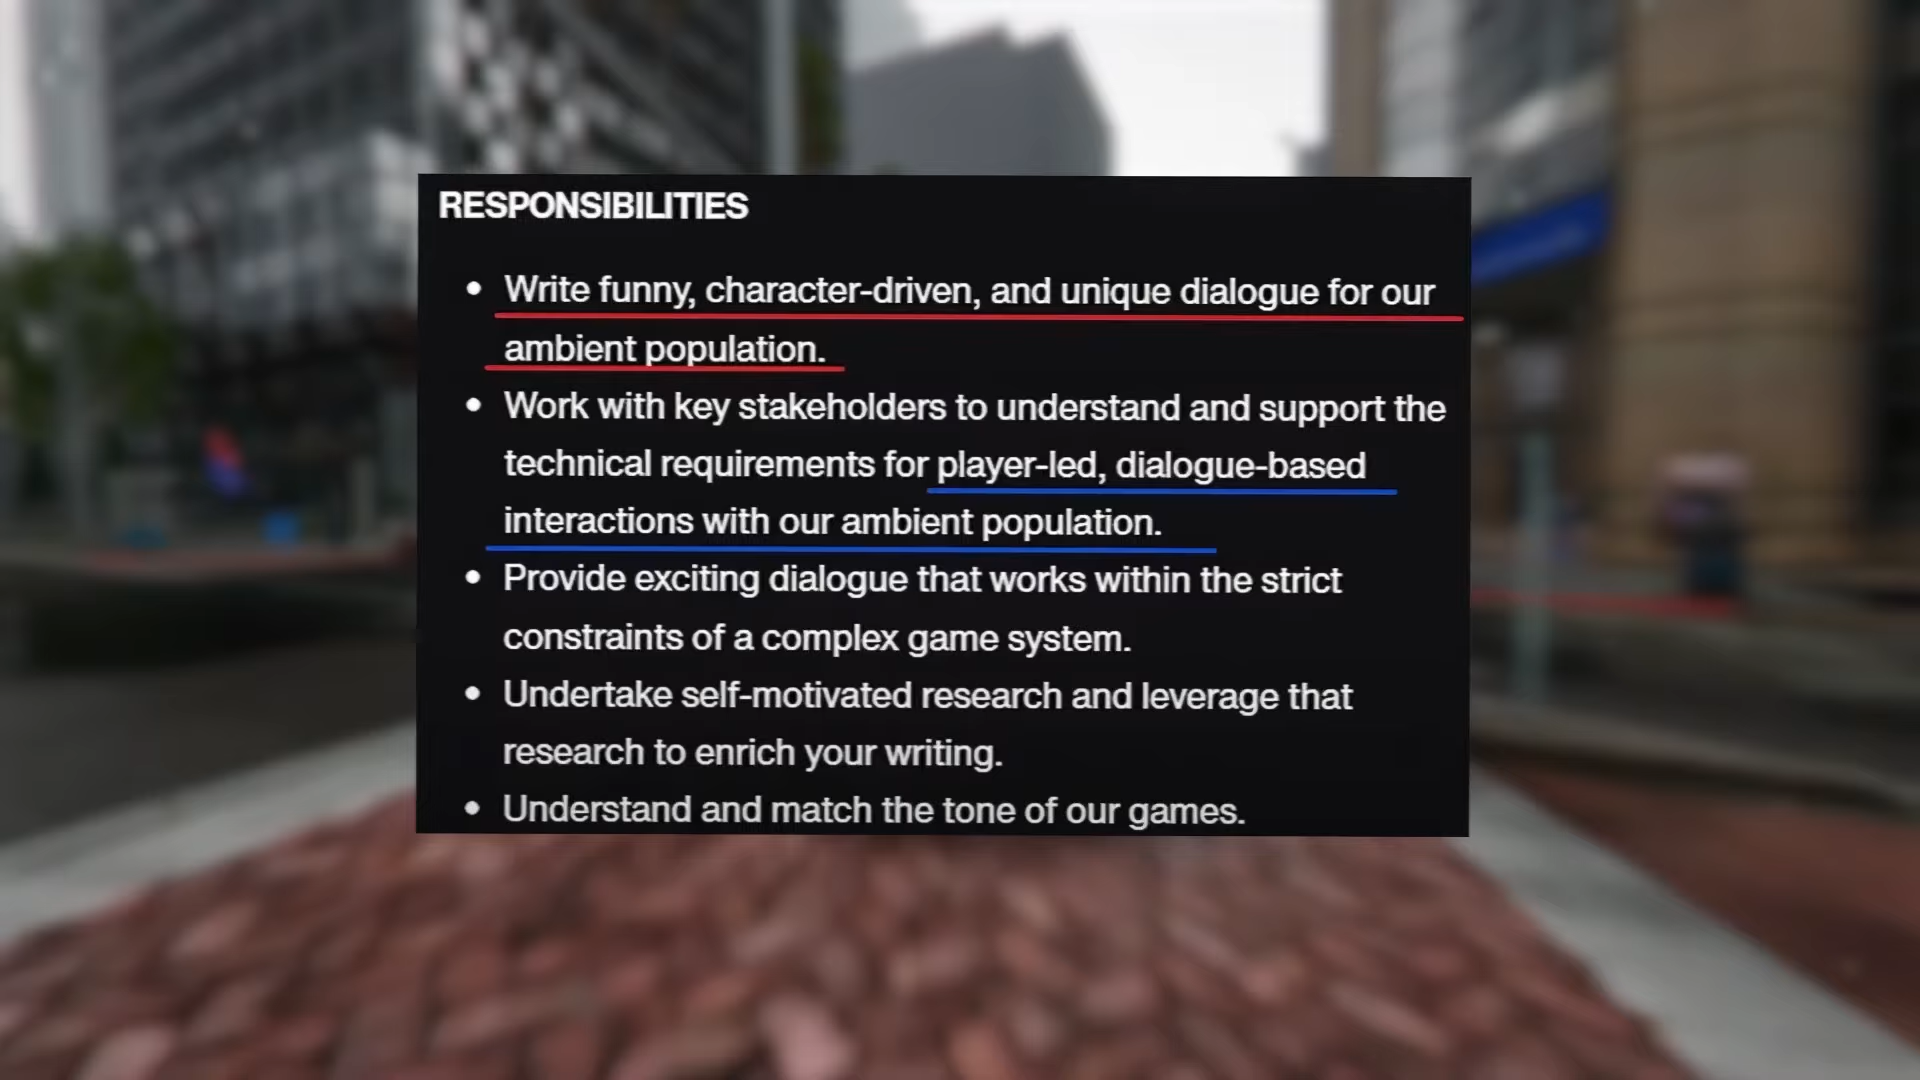 RESPONSIBILITIES
• Write funny, character-driven, and unique dialogue for our
ambient population.
• Work with key stakeholders to understand and support the
technical requirements for player-led, dialogue-based
interactions with our ambient population.
• Provide exciting dialogue that works within the strict
constraints of a complex game system.
• Undertake self-motivated research and leverage that
research to enrich your writing.
• Understand and match the tone of our games.